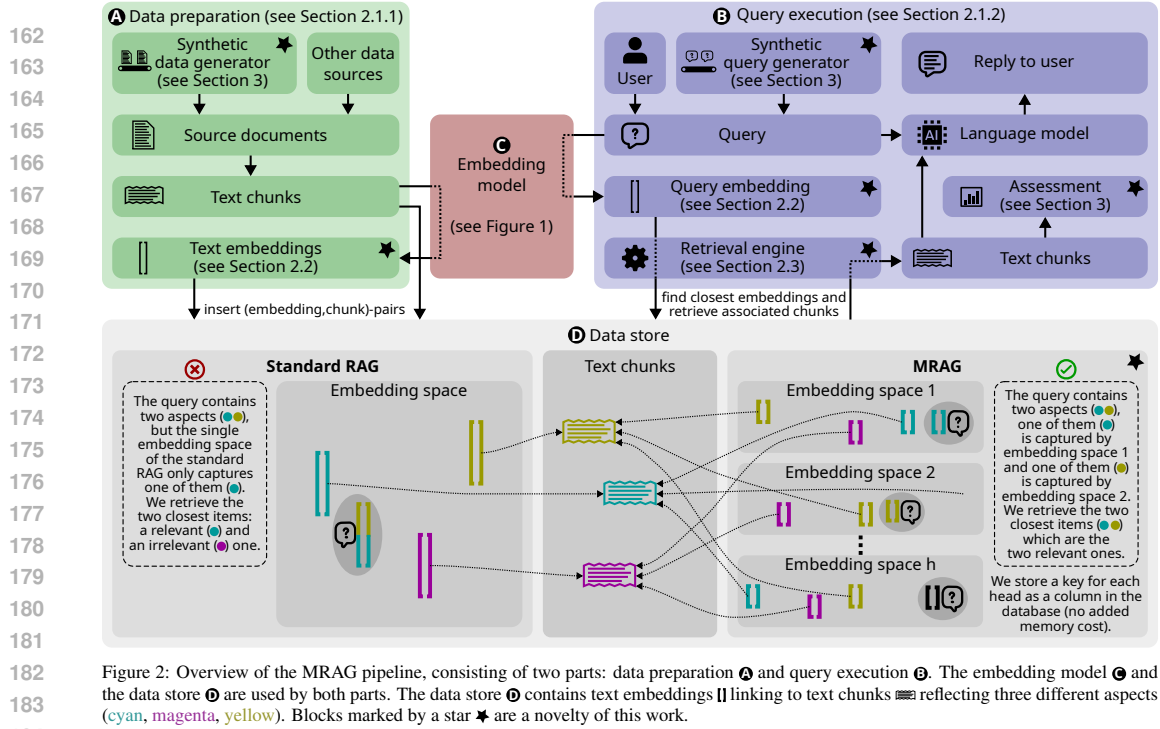 162
163
164
165
166
167
168
169
170
171
172
173
174
175
176
177
178
179
180
181
182
183
A Data preparation (see Section 2.1.1)
Synthetic
data generator
(see Section 3)
Other data
sources
Source documents
Text chunks
Text embeddings
(see Section 2.2)
C
Embedding
model
(see Figure 1)
B Query execution (see Section 2.1.2)
User
Synthetic
query generator
(see Section 3)
Reply to user
Query
AI
Language model
Query embedding
(see Section 2.2)
Assessment
(see Section 3)
Retrieval engine
(see Section 2.3)
Text chunks
insert (embedding,chunk)-pairs
find closest embeddings and
retrieve associated chunks
D Data store
Standard RAG
The query contains
two aspects (●●),
but the single
embedding space
of the standard
RAG only captures
one of them (●).
We retrieve the
two closest items:
a relevant (●) and
an irrelevant (●) one.
Embedding space
Text chunks
MRAG
Embedding space 1
Embedding space 2
Embedding space h
The query contains
two aspects (●●),
one of them (●)
is captured by
embedding space 1
and one of them (●)
is captured by
embedding space 2.
We retrieve the two
closest items (●●)
which are the
two relevant ones.
We store a key for each
head as a column in the
database (no added
memory cost).
Figure 2: Overview of the MRAG pipeline, consisting of two parts: data preparation A and query execution B. The embedding model C and
the data store D are used by both parts. The data store D contains text embeddings [] linking to text chunks reflecting three different aspects
(cyan, magenta, yellow). Blocks marked by a star ★ are a novelty of this work.